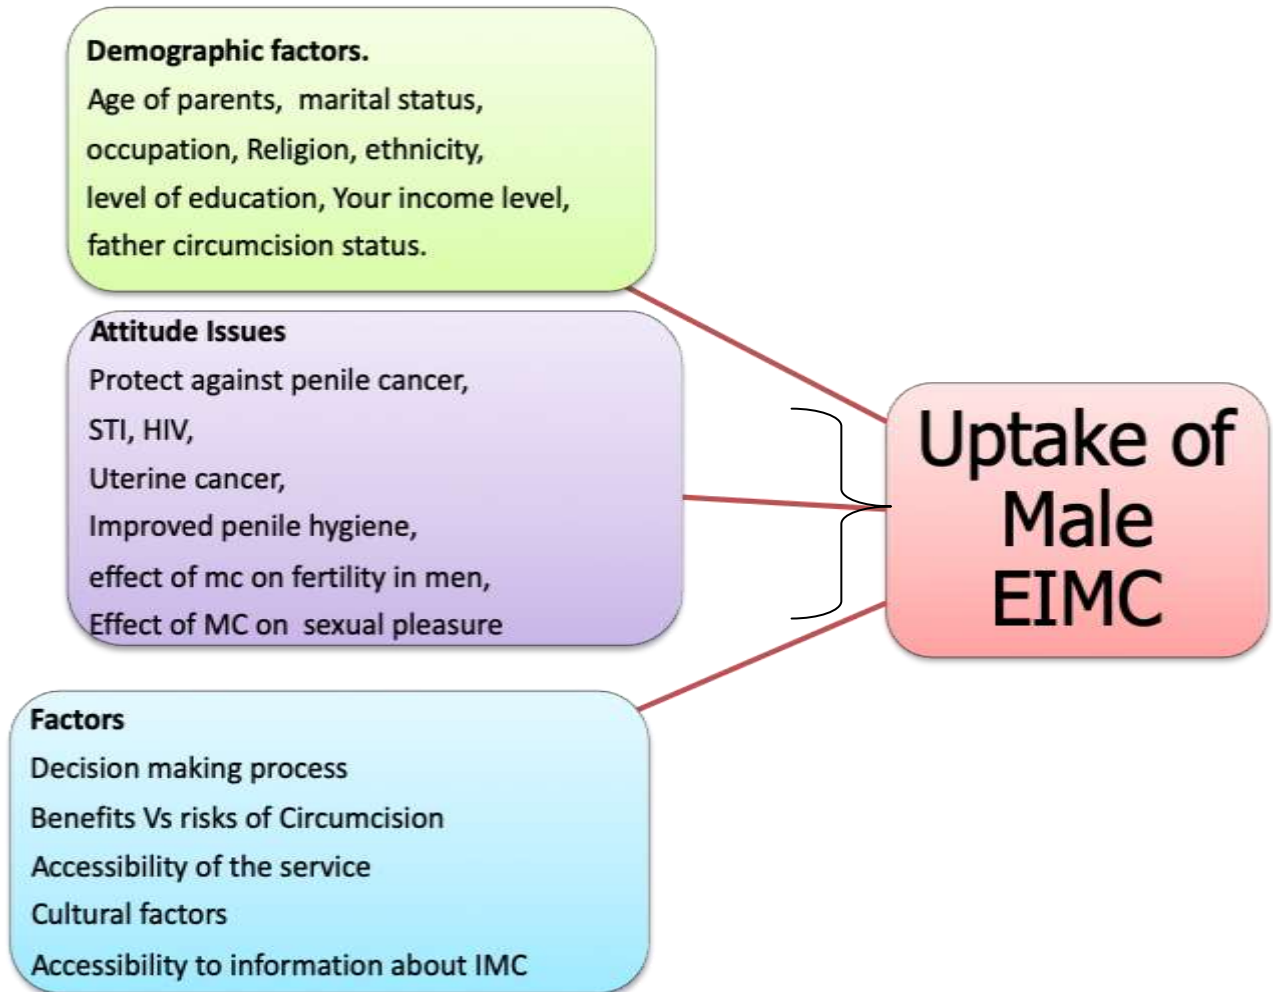 Demographic factors.
Age of parents, marital status,
occupation, Religion, ethnicity,
level of education, Your income level,
father circumcision status.
Attitude Issues
Protect against penile cancer,
STI, HIV,
Uterine cancer,
Improved penile hygiene,
effect of mc on fertility in men,
Effect of MC on sexual pleasure
Factors
Decision making process
Benefits Vs risks of Circumcision
Accessibility of the service
Cultural factors
Accessibility to information about IMC
Uptake of
Male
EIMC